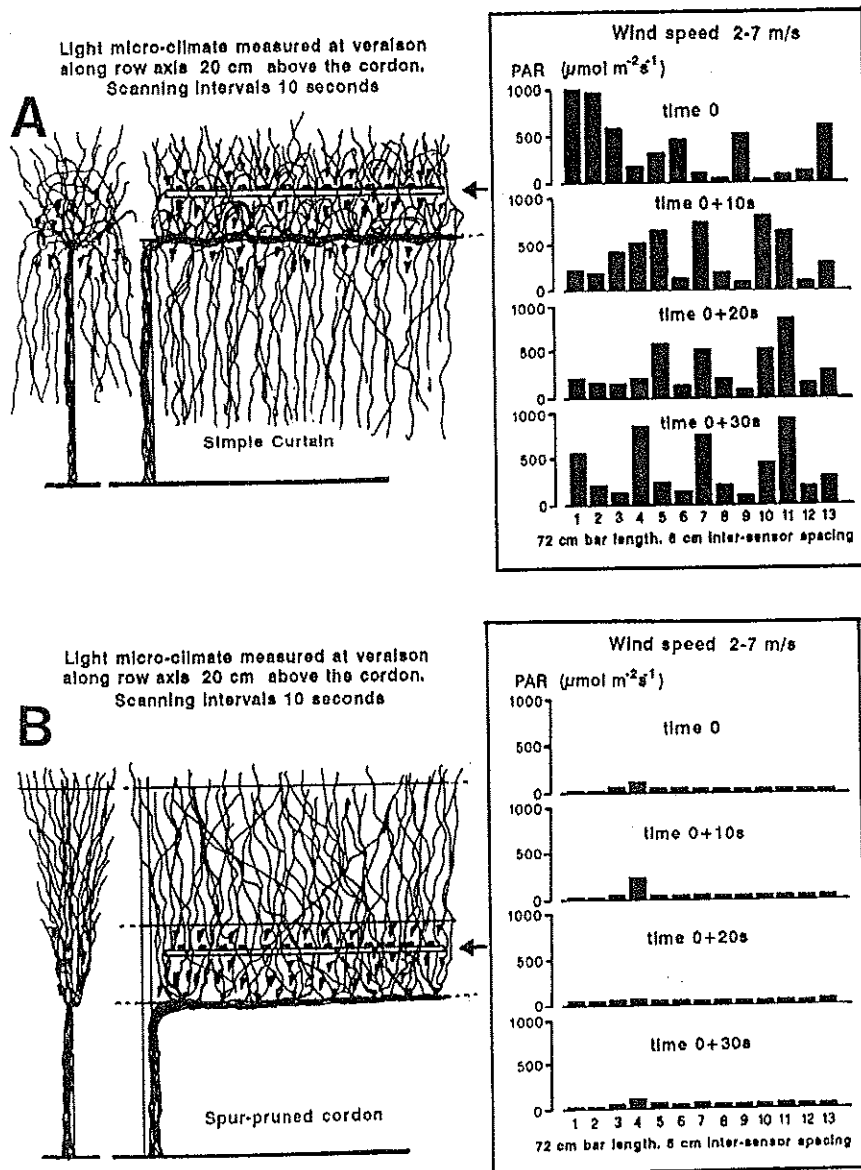 Light micro-climate measured at veraison
along row axis 20 cm above the cordon.
Scanning intervals 10 seconds
A
Simple Curtain
Wind speed 2-7 m/s
PAR (µmol m⁻²s⁻¹)
1000
500
0
time 0
1000
500
0
time 0+10s
1000
500
0
time 0+20s
1000
500
0
time 0+30s
1 2 3 4 5 6 7 8 9 10 11 12 13
72 cm bar length, 6 cm inter-sensor spacing
Light micro-climate measured at veraison
along row axis 20 cm above the cordon.
Scanning intervals 10 seconds
B
Spur-pruned cordon
Wind speed 2-7 m/s
PAR (µmol m⁻²s⁻¹)
1000
500
0
time 0
1000
500
0
time 0+10s
1000
500
0
time 0+20s
1000
500
0
time 0+30s
1 2 3 4 5 6 7 8 9 10 11 12 13
72 cm bar length, 6 cm inter-sensor spacing